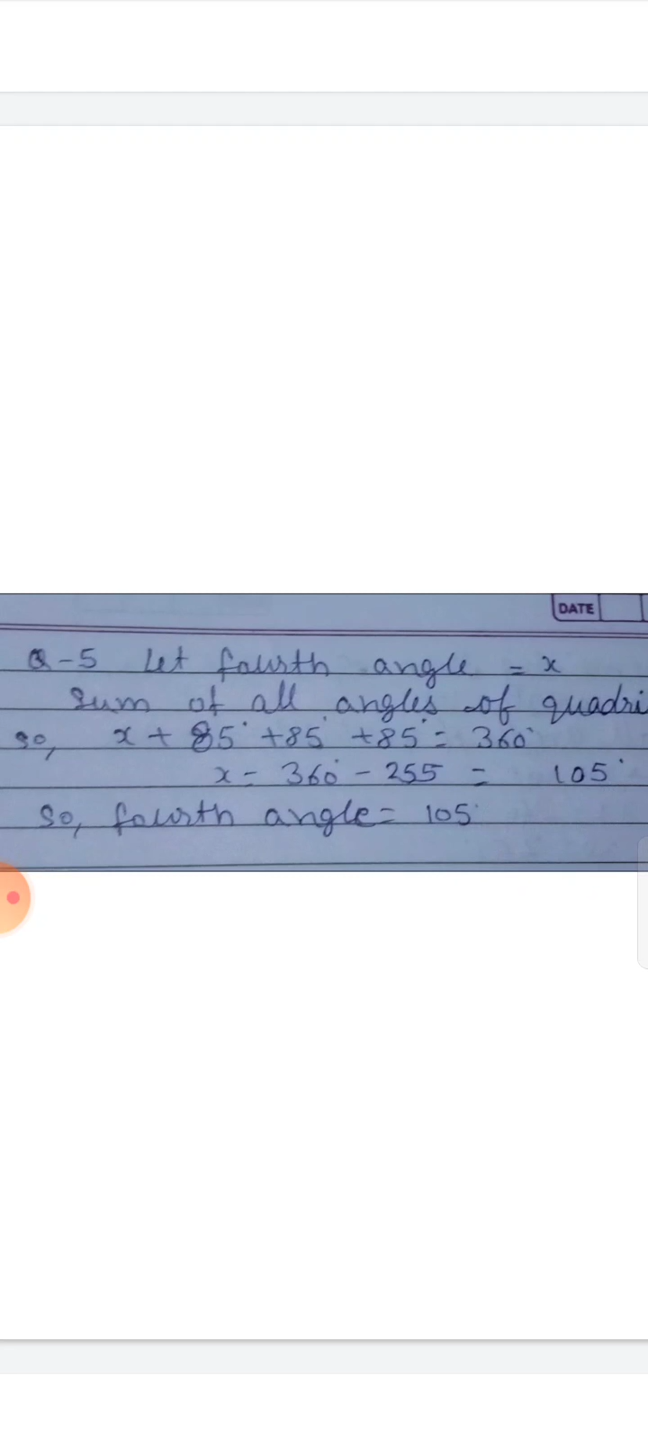 DATE
Q-5 Let fourth angle = x
Sum of all angles of quadri
so, x + 85° + 85° + 85° = 360°
x = 360° - 255 = 105°
So, fourth angle = 105°